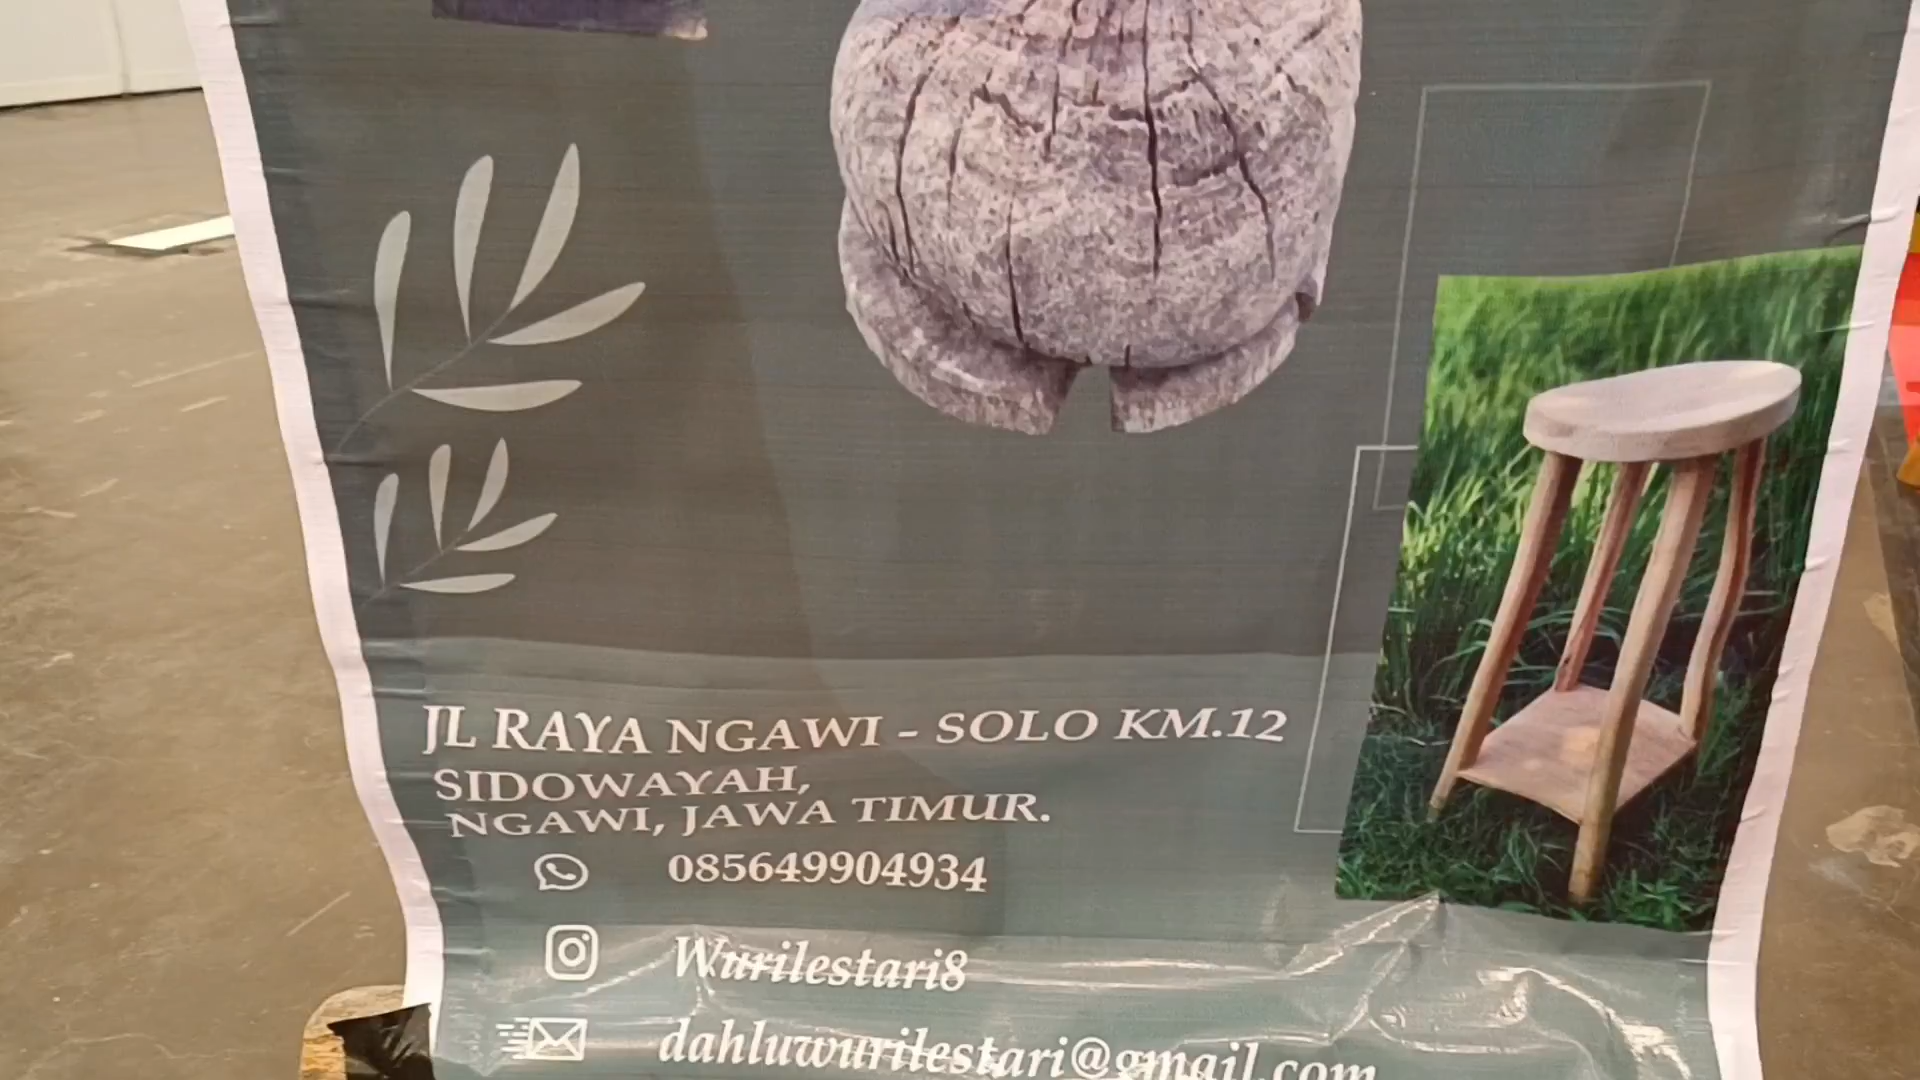 JL RAYA NGAWI - SOLO KM.12
SIDOWAYAH,
NGAWI, JAWA TIMUR.
085649904934
Wurilestari8
dahluwurilestari@gmail.com